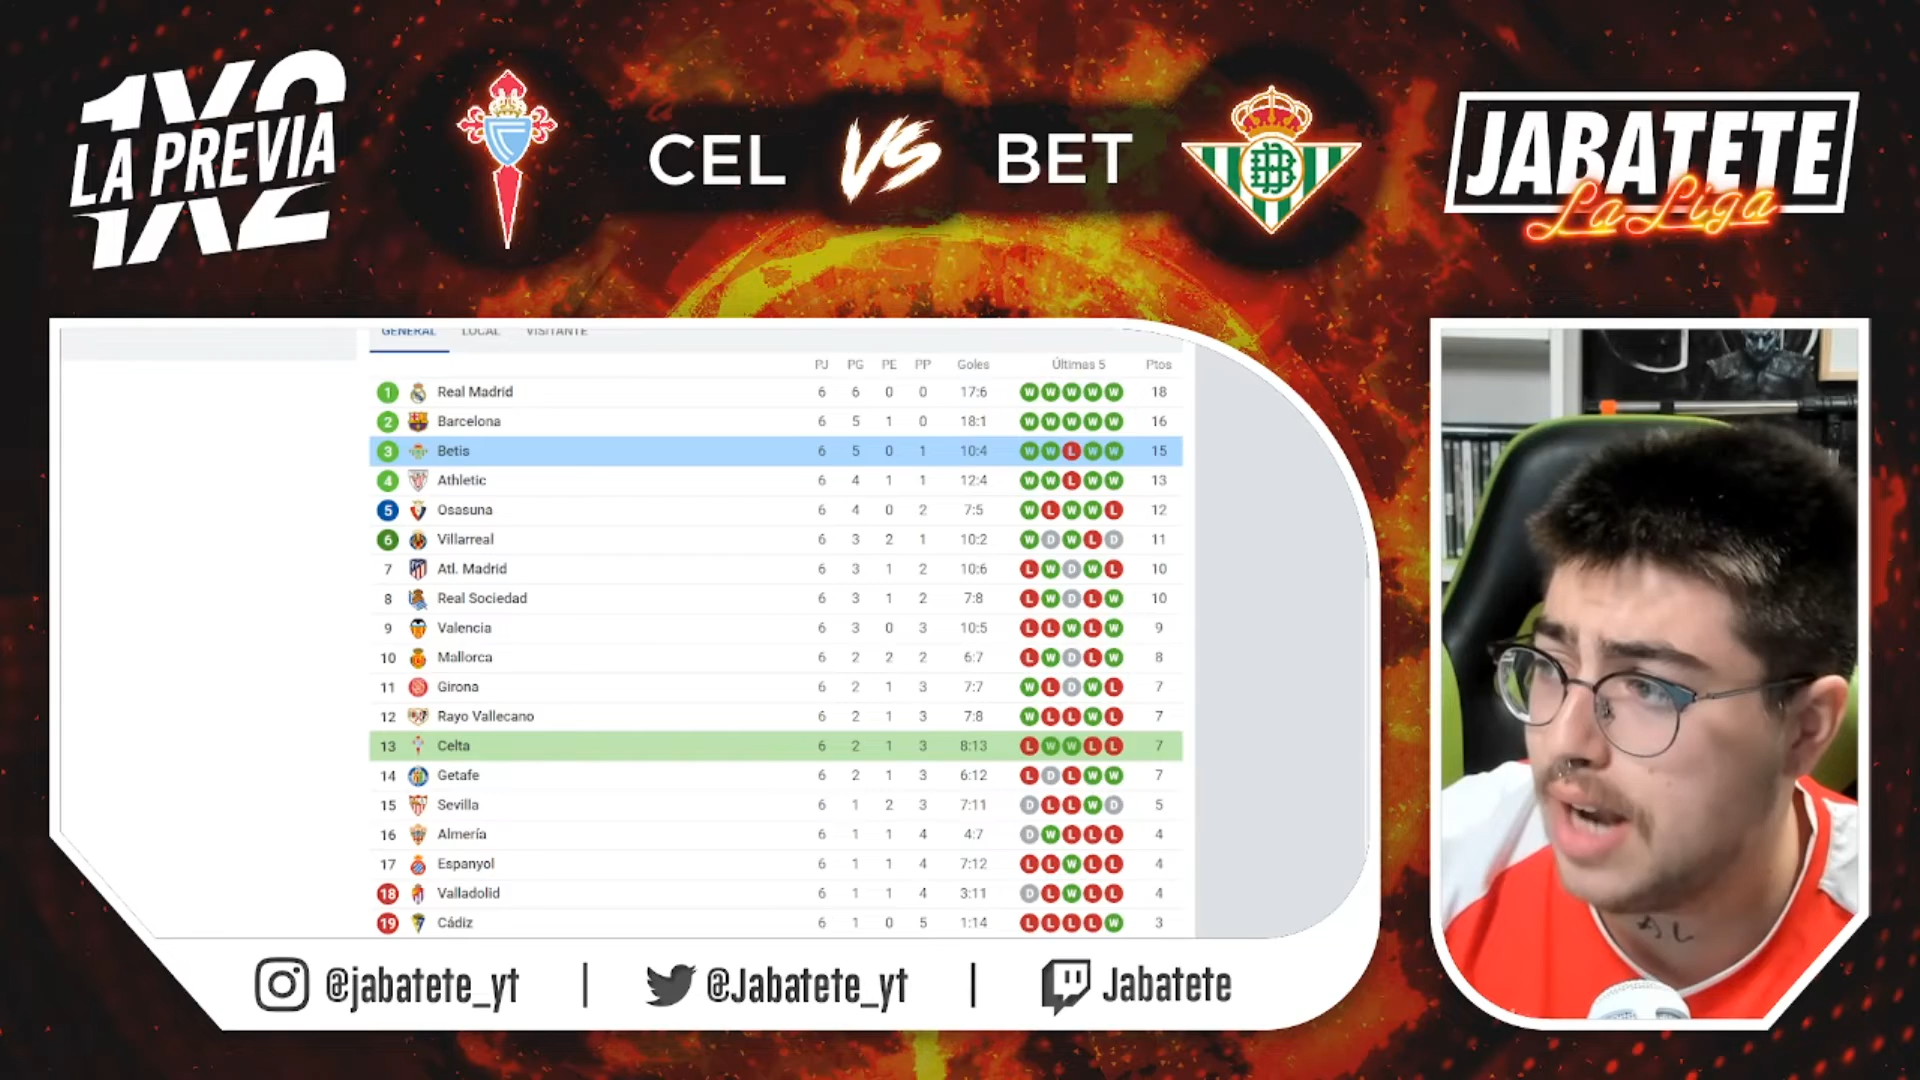 1X2
LA PREVIA
1X2
CEL VS BET
JABATETE
La Liga
GENERAL LOCAL VISITANTE
PJ PG PE PP Goles Últimas 5 Ptos
1 Real Madrid 6 6 0 0 17:6 W W W W W 18
2 Barcelona 6 5 1 0 18:1 W W W W W 16
3 Betis 6 5 0 1 10:4 W W L W W 15
4 Athletic 6 4 1 1 12:4 W W L W W 13
5 Osasuna 6 4 0 2 7:5 W L W W L 12
6 Villarreal 6 3 2 1 10:2 W D W L D 11
7 Atl. Madrid 6 3 1 2 10:6 L W D W L 10
8 Real Sociedad 6 3 1 2 7:8 L W D L W 10
9 Valencia 6 3 0 3 10:5 L L W L W 9
10 Mallorca 6 2 2 2 6:7 L W D L W 8
11 Girona 6 2 1 3 7:7 W L D W L 7
12 Rayo Vallecano 6 2 1 3 7:8 W L L W L 7
13 Celta 6 2 1 3 8:13 L W W L L 7
14 Getafe 6 2 1 3 6:12 L D L W W 7
15 Sevilla 6 1 2 3 7:11 D L L W D 5
16 Almería 6 1 1 4 4:7 D W L L L 4
17 Espanyol 6 1 1 4 7:12 L L W L L 4
18 Valladolid 6 1 1 4 3:11 D L W L L 4
19 Cádiz 6 1 0 5 1:14 L L L L W 3
@jabatete_yt | @Jabatete_yt | Jabatete